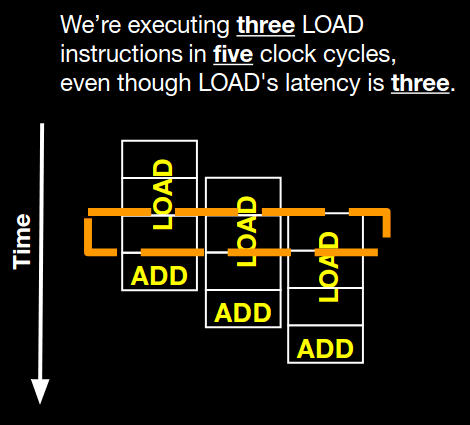 We’re executing three LOAD
instructions in five clock cycles,
even though LOAD's latency is three.
Time
LOAD
LOAD
LOAD
ADD
ADD
ADD